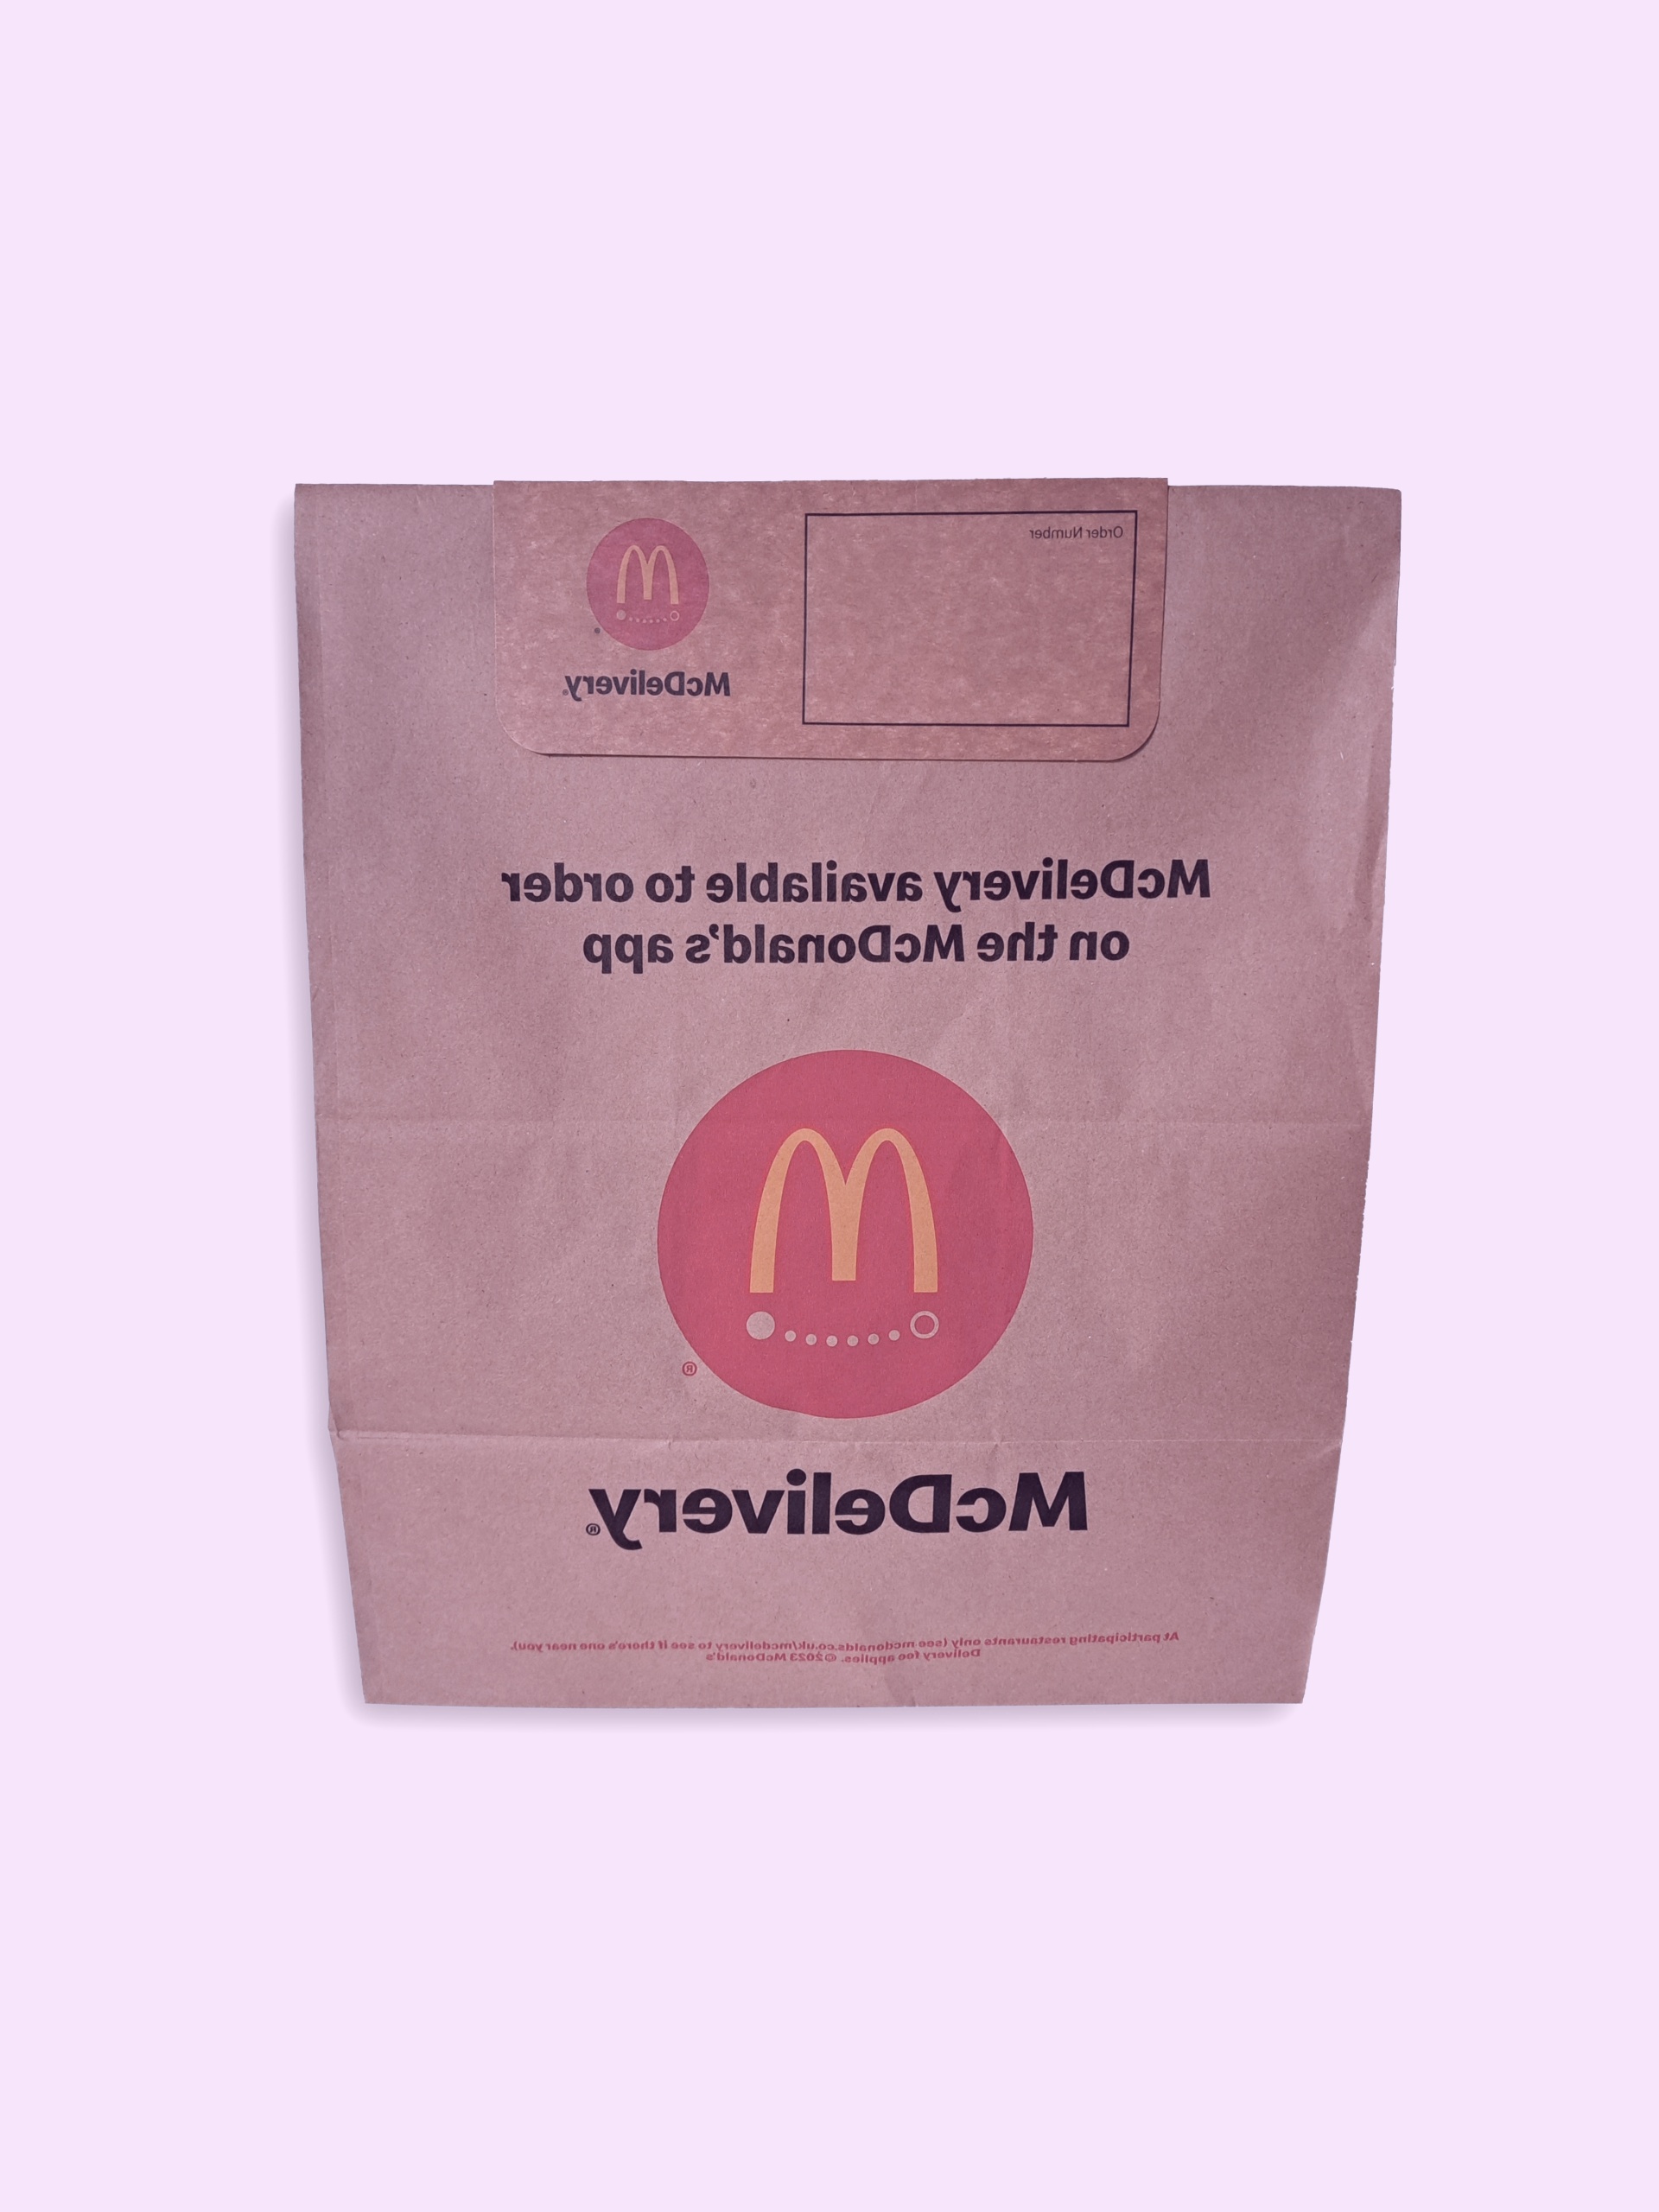 Order Number
McDelivery
McDelivery available to order
on the McDonald's app
®
McDelivery®
At participating restaurants only (see mcdonalds.co.uk/mcdelivery to see if there's one near you).
Delivery fee applies. ©2023 McDonald's